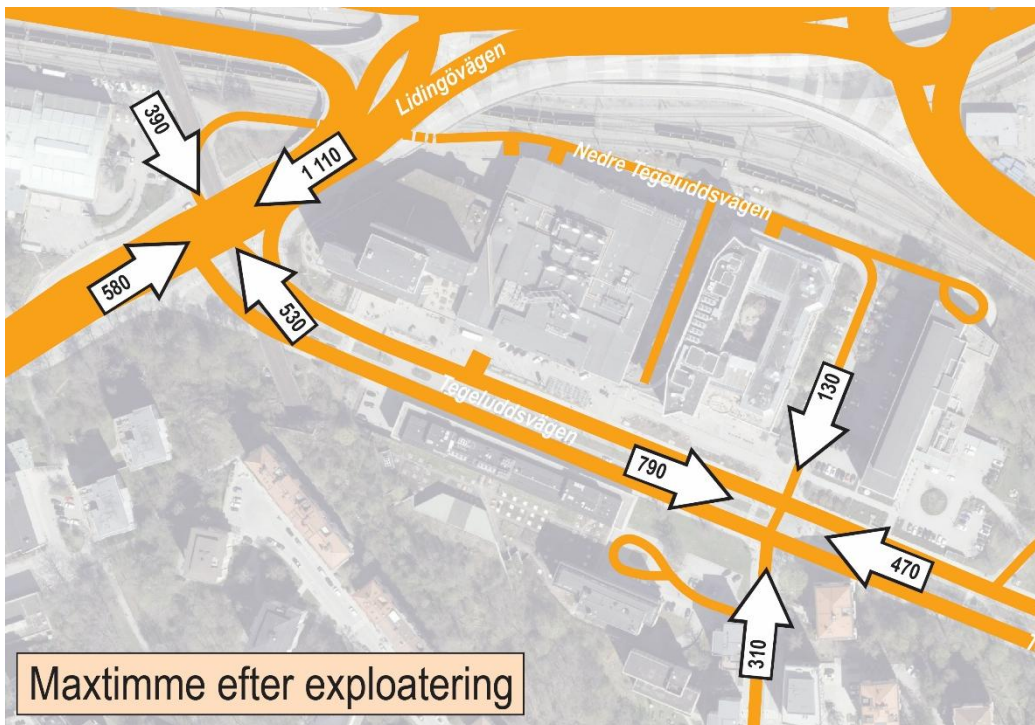 Lidingövägen
390
1 110
Nedre Tegeluddsvägen
580
530
Tegeluddsvägen
130
790
470
310
Maxtimme efter exploatering